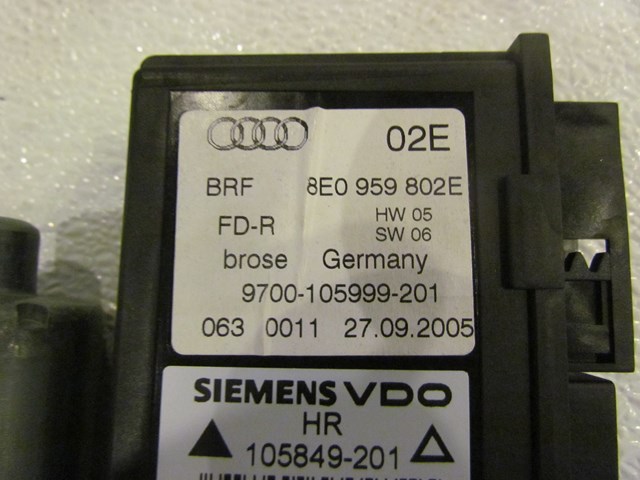 02E
BRF 8E0 959 802E
FD-R HW 05
SW 06
brose Germany
9700-105999-201
063 0011 27.09.2005
SIEMENS VDO
HR
105849-201